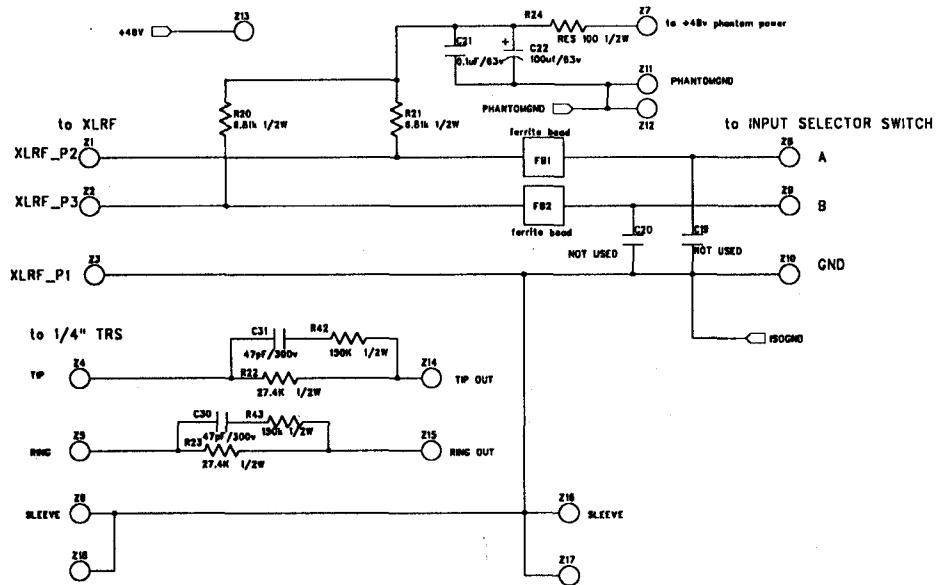 +48V
Z13
R24
RES 100 1/2W
Z7
to +48v phantom power
C21
0.1uF/63v
+
C22
100uf/63v
Z11
PHANTOMGND
PHANTOMGND
Z12
R20
6.81k 1/2W
R21
6.81k 1/2W
to XLRF
to INPUT SELECTOR SWITCH
XLRF_P2
Z1
ferrite bead
FB1
A
XLRF_P3
Z2
FB2
ferrite bead
Z9
B
C20
NOT USED
C19
NOT USED
XLRF_P1
Z3
Z10
GND
ISOGND
to 1/4" TRS
C31
47pF/300v
R42
190K 1/2W
TIP
Z4
R22
27.4K 1/2W
Z14
TIP OUT
C30
47pF/300v
R43
190k 1/2W
RING
Z5
R23
27.4K 1/2W
Z15
RING OUT
SLEEVE
Z16
SLEEVE
Z17